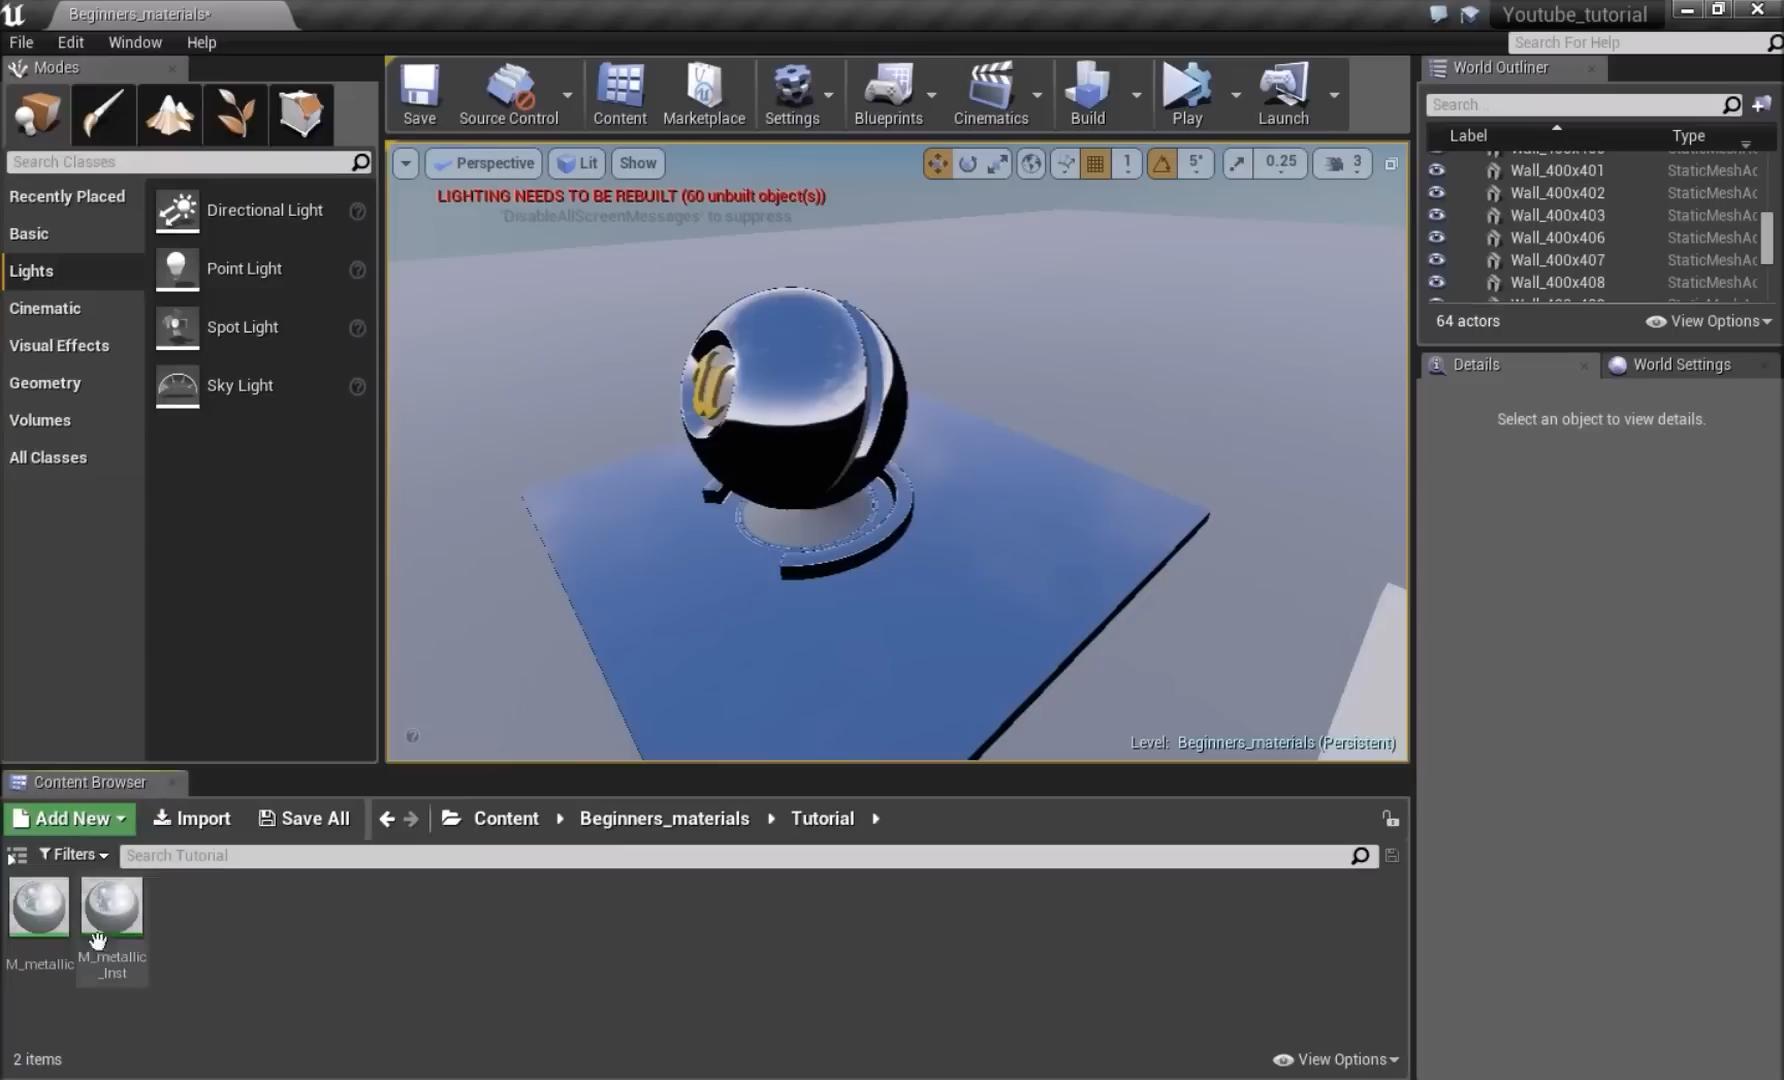 Beginners_materials*
Youtube_tutorial
File Edit Window Help
Search For Help
Modes
Search Classes
Recently Placed
Basic
Lights
Cinematic
Visual Effects
Geometry
Volumes
All Classes
Directional Light
Point Light
Spot Light
Sky Light
Save Source Control Content Marketplace Settings Blueprints Cinematics Build Play Launch
Perspective Lit Show
1 5° 0.25 3
LIGHTING NEEDS TO BE REBUILT (60 unbuilt object(s))
'DisableAllScreenMessages' to suppress
Level: Beginners_materials (Persistent)
World Outliner
Search...
Label Type
Wall_400x401 StaticMeshAc
Wall_400x402 StaticMeshAc
Wall_400x403 StaticMeshAc
Wall_400x406 StaticMeshAc
Wall_400x407 StaticMeshAc
Wall_400x408 StaticMeshAc
64 actors View Options
Details World Settings
Select an object to view details.
Content Browser
Add New Import Save All Content Beginners_materials Tutorial
Filters Search Tutorial
M_metallic
M_metallic
_Inst
2 items View Options